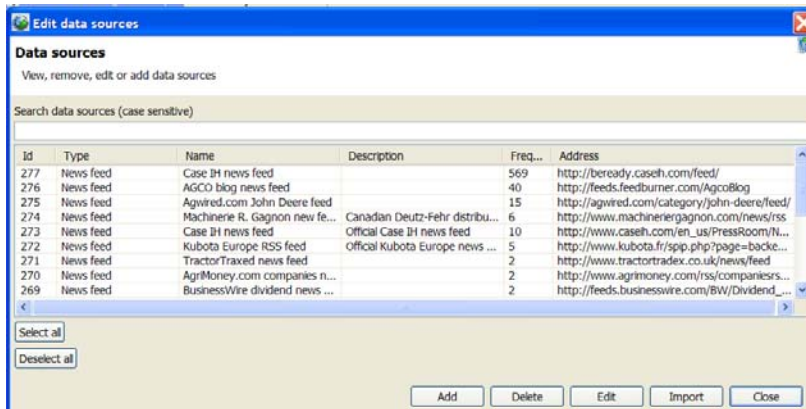 Edit data sources
Data sources
View, remove, edit or add data sources
Search data sources (case sensitive)
Id Type Name Description Freq... Address
277 News feed Case IH news feed 569 http://beready.caseih.com/feed/
276 News feed AGCO blog news feed 40 http://feeds.feedburner.com/AgcoBlog
275 News feed Agwired.com John Deere feed 15 http://agwired.com/category/john-deere/feed/
274 News feed Machinerie R. Gagnon new fe... Canadian Deutz-Fehr distribu... 6 http://www.machineriergagnon.com/news/rss
273 News feed Case IH news feed Official Case IH news feed 10 http://www.caseih.com/en_us/PressRoom/N...
272 News feed Kubota Europe RSS feed Official Kubota Europe news ... 5 http://www.kubota.fr/spip.php?page=backe...
271 News feed TractorTraxed news feed 2 http://www.tractortradex.co.uk/news/feed
270 News feed AgriMoney.com companies n... 2 http://www.agrimoney.com/rss/companiesrs...
269 News feed BusinessWire dividend news ... 2 http://feeds.businesswire.com/BW/Dividend_...
Select all
Deselect all
Add Delete Edit Import Close